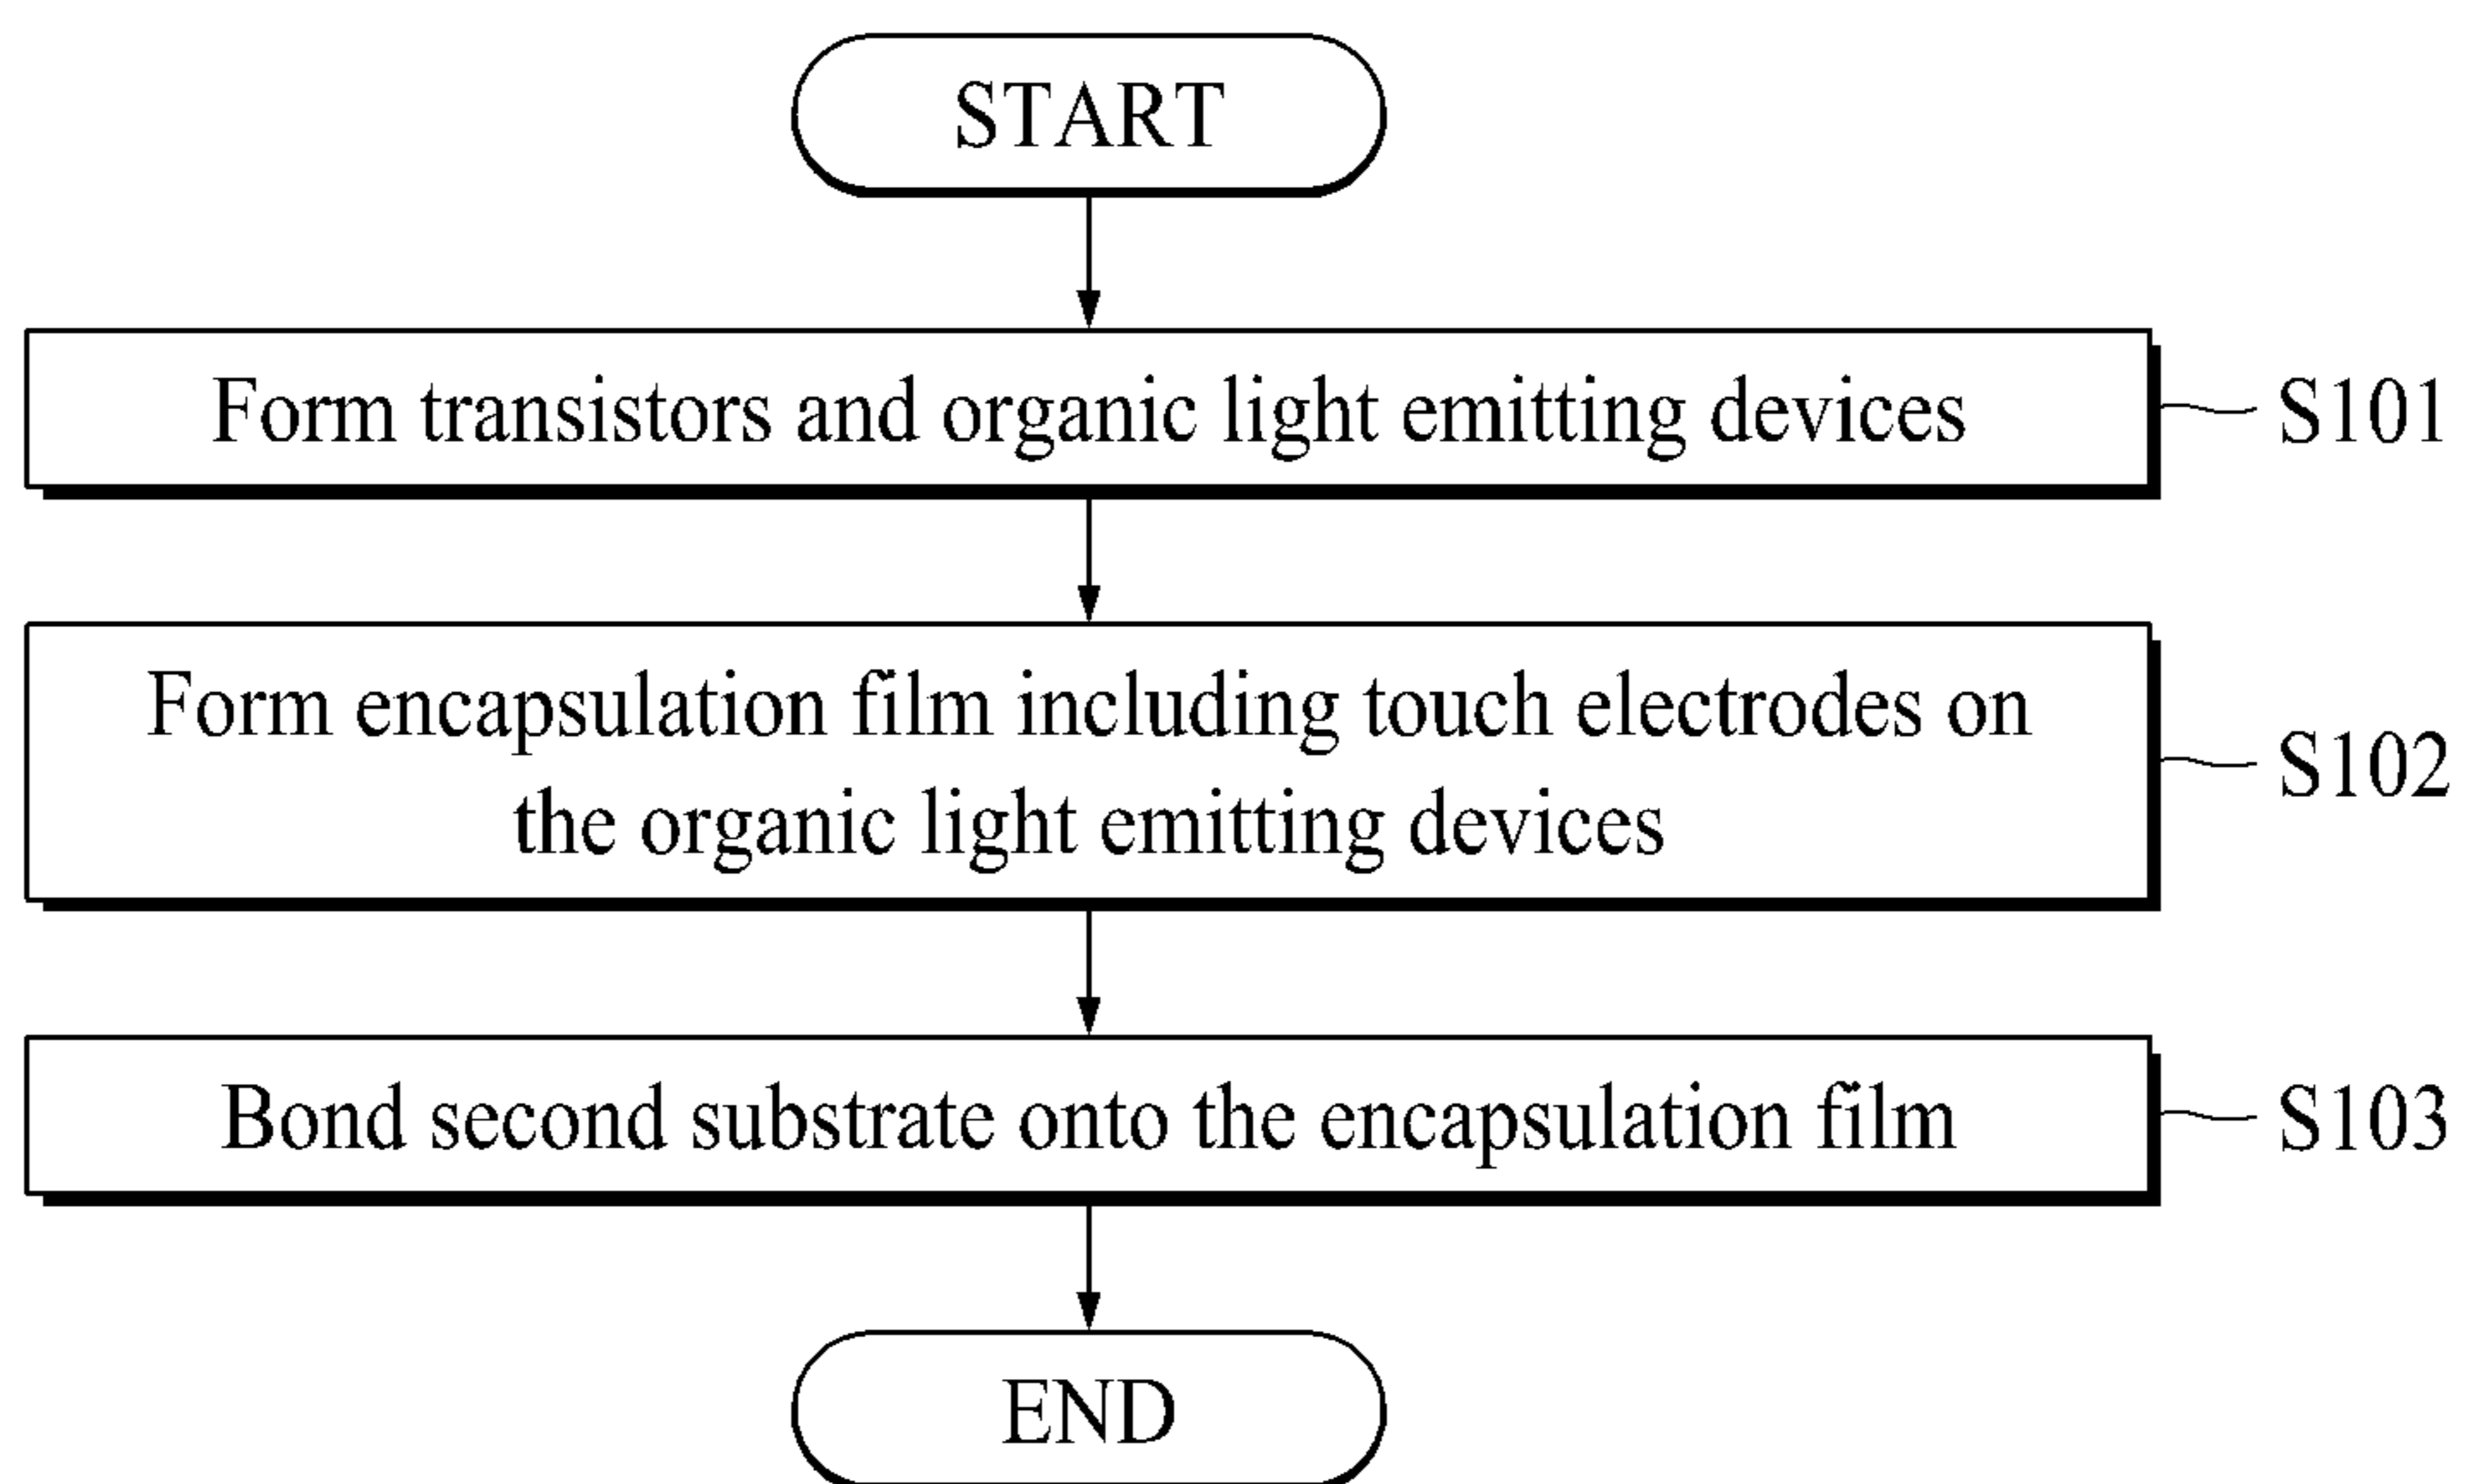 START
Form transistors and organic light emitting devices
S101
Form encapsulation film including touch electrodes on
the organic light emitting devices
S102
Bond second substrate onto the encapsulation film
S103
END